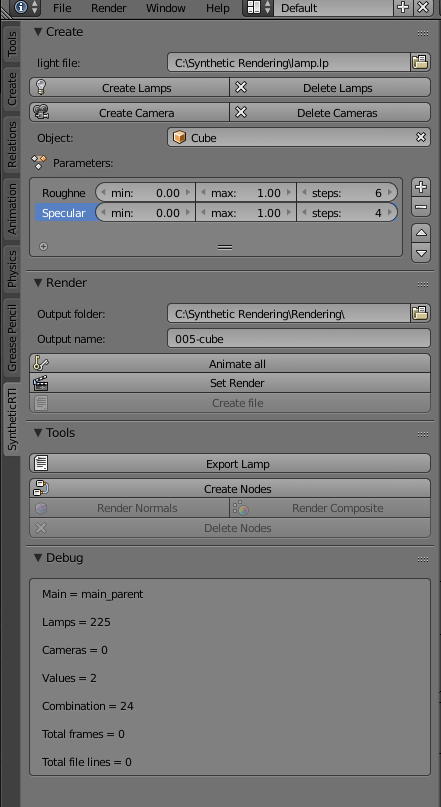 File Render Window Help Default
Create
light file: C:\Synthetic Rendering\lamp.lp
Create Lamps Delete Lamps
Create Camera Delete Cameras
Object: Cube
Parameters:
Roughne min: 0.00 max: 1.00 steps: 6
Specular min: 0.00 max: 1.00 steps: 4
Render
Output folder: C:\Synthetic Rendering\Rendering\
Output name: 005-cube
Animate all
Set Render
Create file
Tools
Export Lamp
Create Nodes
Render Normals Render Composite
Delete Nodes
Debug
Main = main_parent
Lamps = 225
Cameras = 0
Values = 2
Combination = 24
Total frames = 0
Total file lines = 0
Tools
Create
Relations
Animation
Physics
Grease Pencil
SyntheticRTI